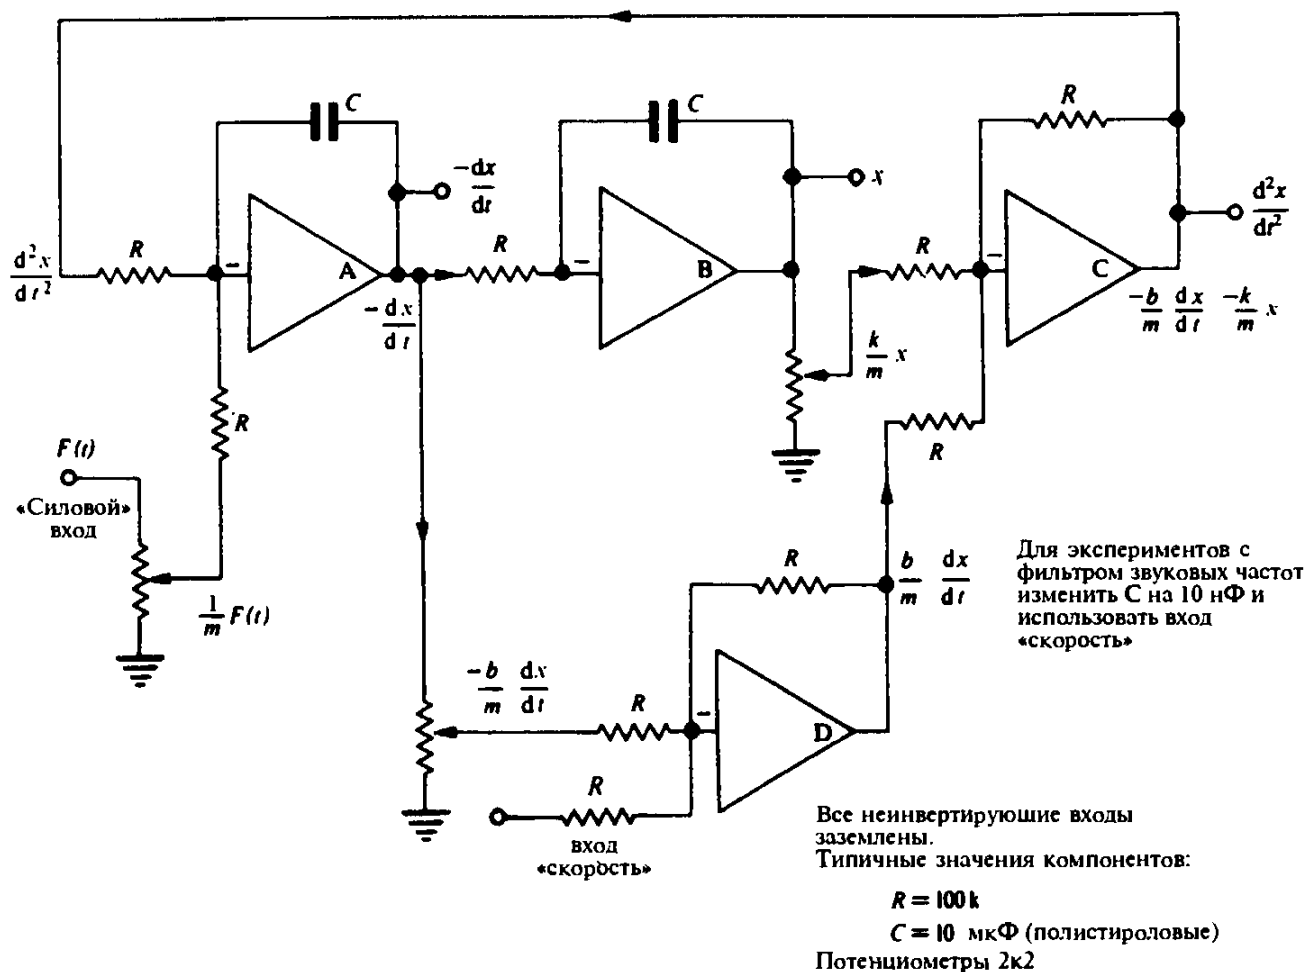 R
C
C
-dx
dt
x
d²x
dt²
d²x
dt²
R
-
A
R
-
B
R
-
C
-dx
dt
-b dx -k x
m dt m
k x
m
R
R
F(t)
«Силовой»
вход
1 F(t)
m
R
b dx
m dt
Для экспериментов с
фильтром звуковых частот
изменить С на 10 нФ и
использовать вход
«скорость»
-b dx
m dt
R
-
D
R
вход
«скорость»
Все неинвертируюшие входы
заземлены.
Типичные значения компонентов:
R = 100k
C = 10 мкФ (полистироловые)
Потенциометры 2к2